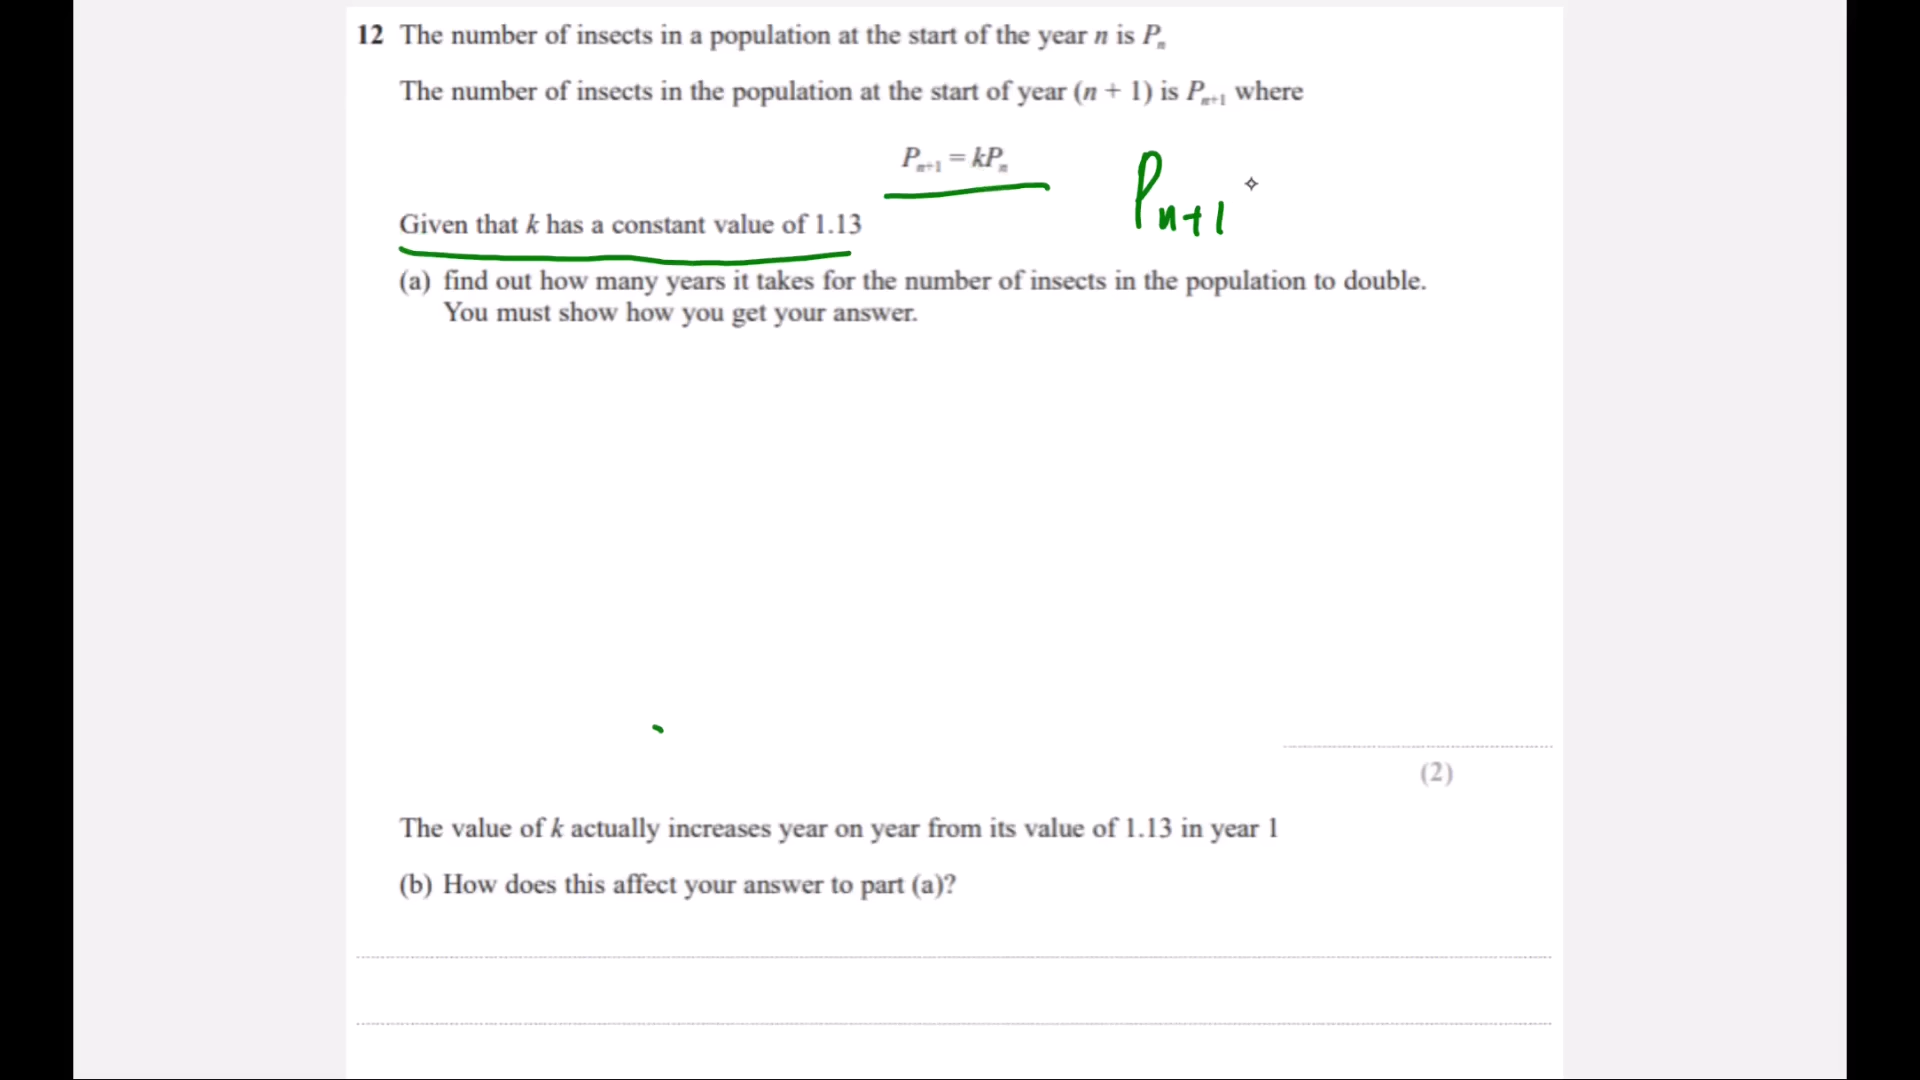 12 The number of insects in a population at the start of the year n is Pₙ
The number of insects in the population at the start of year (n + 1) is Pₙ₊₁ where
Pₙ₊₁ = kPₙ
Pₙ₊₁
Given that k has a constant value of 1.13
(a) find out how many years it takes for the number of insects in the population to double.
You must show how you get your answer.
(2)
The value of k actually increases year on year from its value of 1.13 in year 1
(b) How does this affect your answer to part (a)?